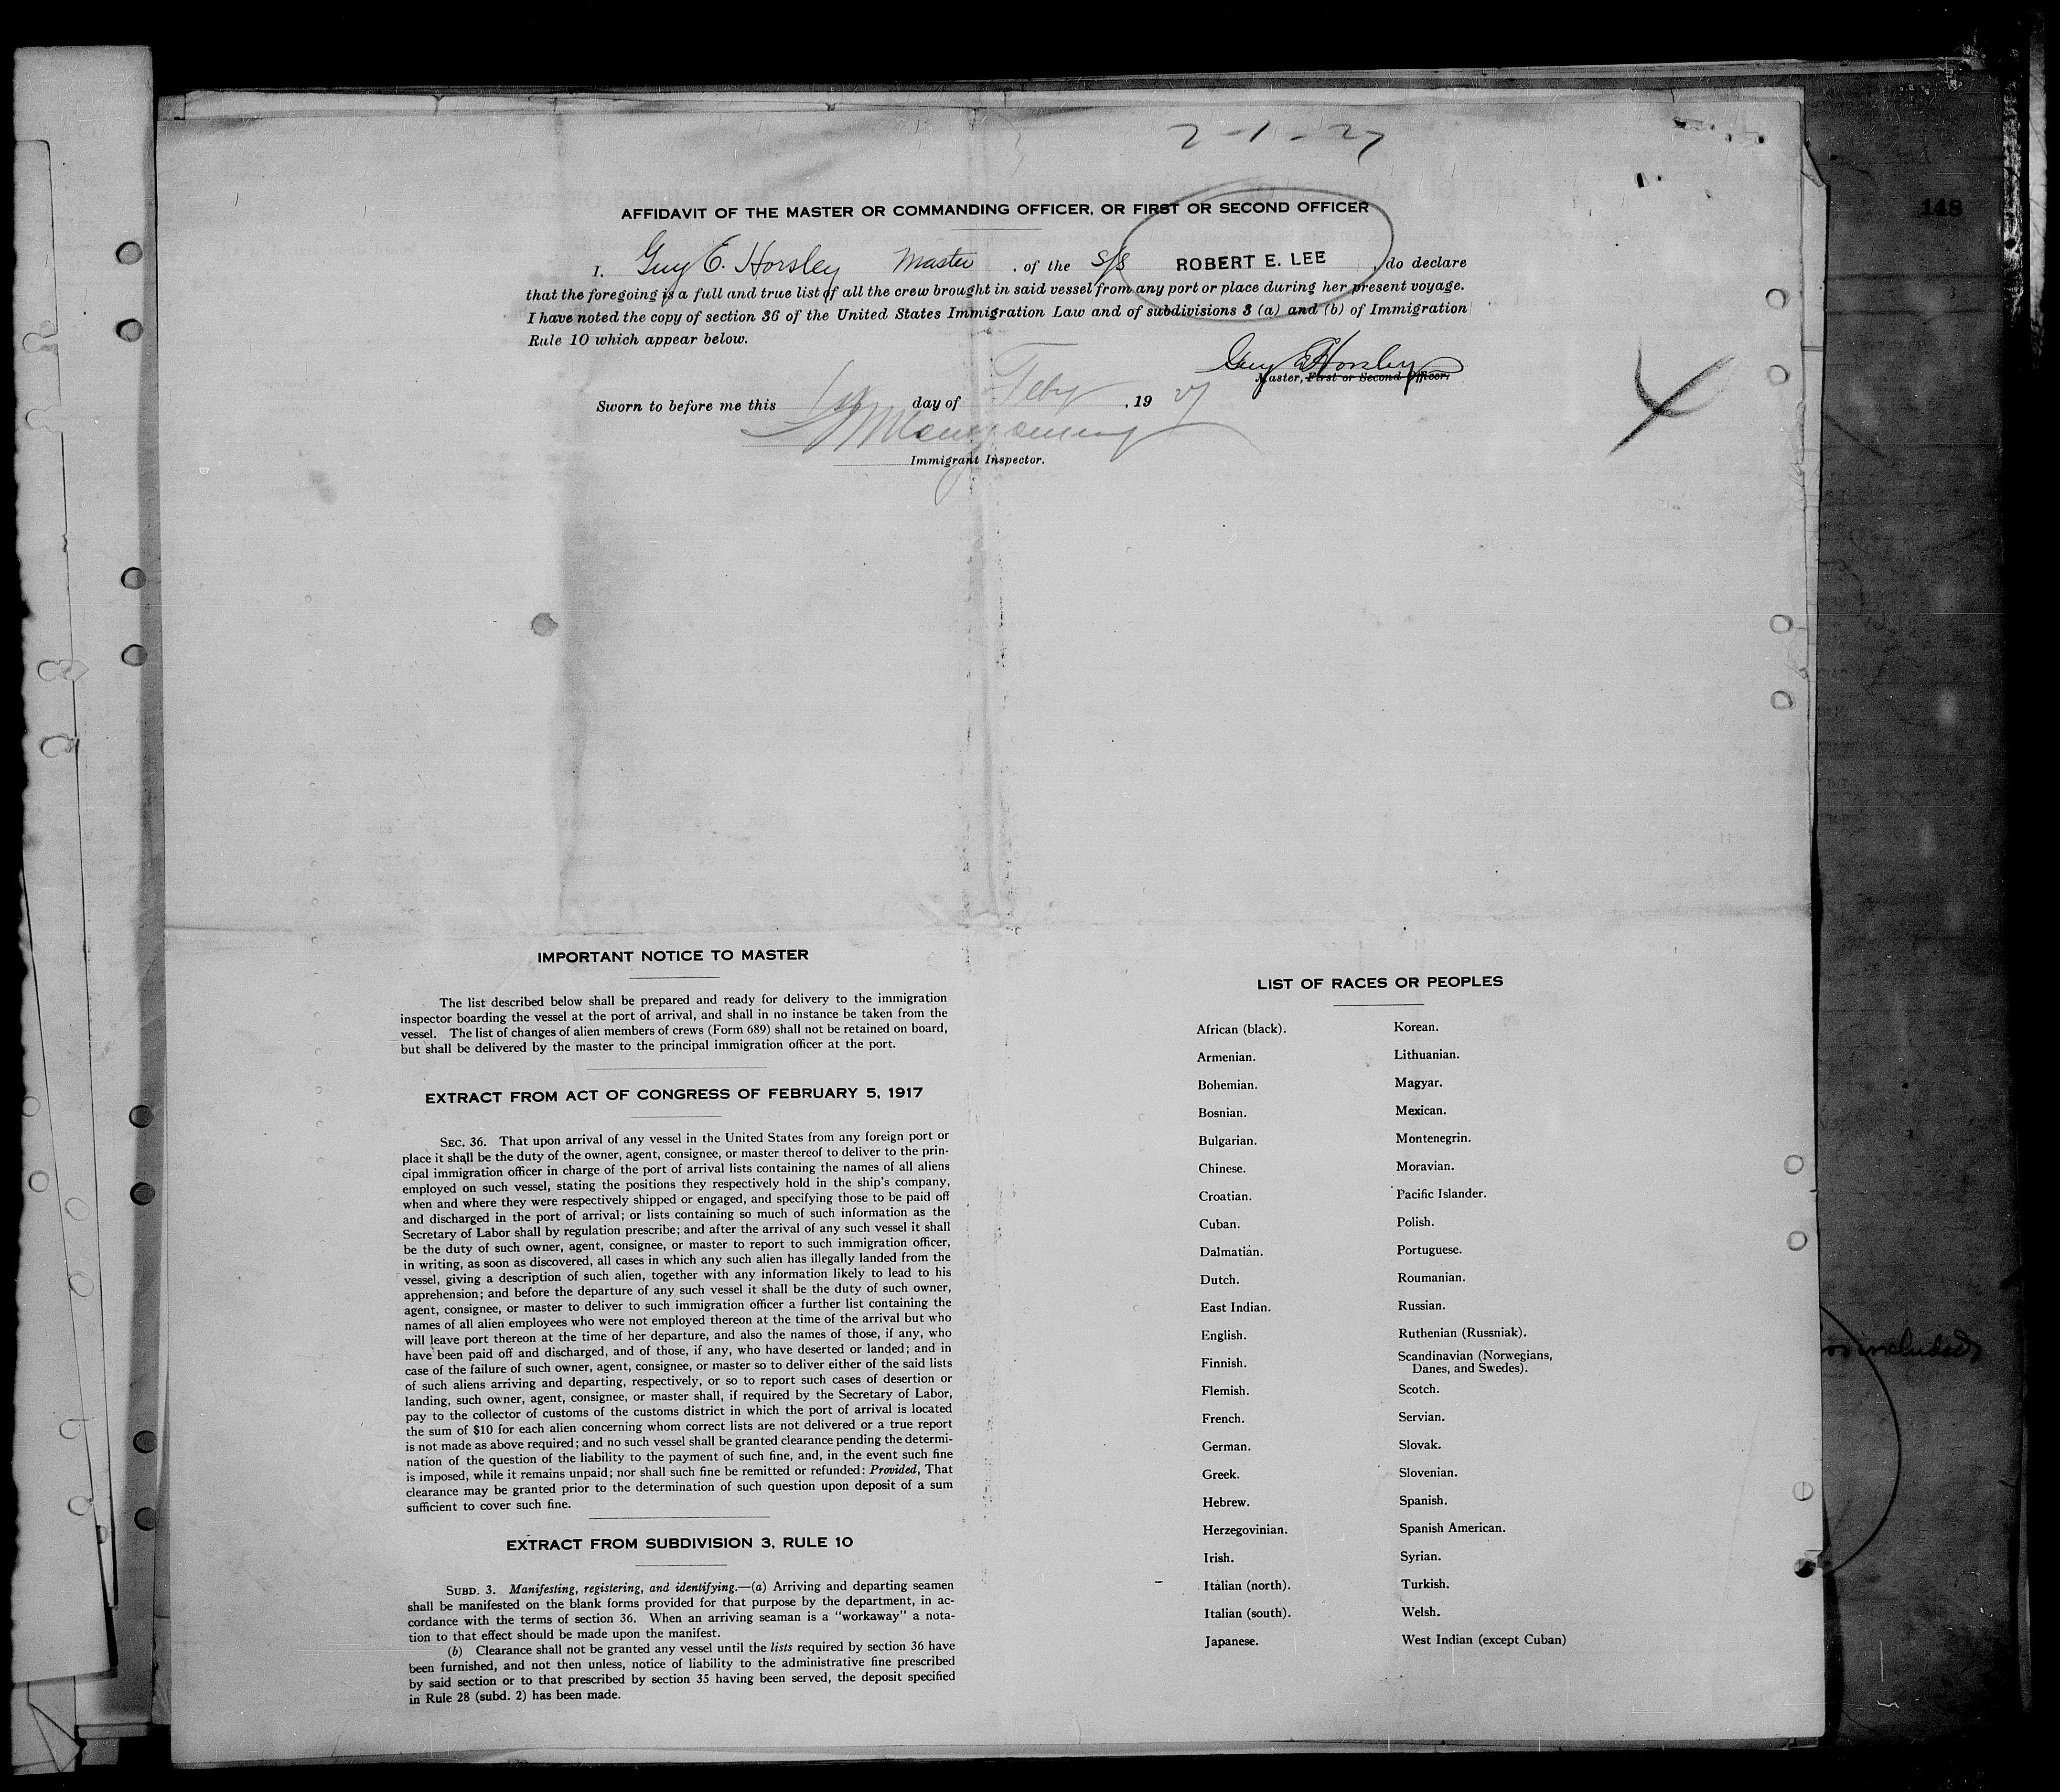 2-1-27
148
AFFIDAVIT OF THE MASTER OR COMMANDING OFFICER, OR FIRST OR SECOND OFFICER
I, Guy E. Horsley Master, of the S/S ROBERT E. LEE, do declare
that the foregoing is a full and true list of all the crew brought in said vessel from any port or place during her present voyage.
I have noted the copy of section 36 of the United States Immigration Law and of subdivisions 3 (a) and (b) of Immigration
Rule 10 which appear below.
Guy E Horsley
Master, First or Second Officer.
Sworn to before me this 1st day of Feby, 19 27
Montgomery
Immigrant Inspector.
IMPORTANT NOTICE TO MASTER
The list described below shall be prepared and ready for delivery to the immigration
inspector boarding the vessel at the port of arrival, and shall in no instance be taken from the
vessel. The list of changes of alien members of crews (Form 689) shall not be retained on board,
but shall be delivered by the master to the principal immigration officer at the port.
EXTRACT FROM ACT OF CONGRESS OF FEBRUARY 5, 1917
SEC. 36. That upon arrival of any vessel in the United States from any foreign port or
place it shall be the duty of the owner, agent, consignee, or master thereof to deliver to the prin-
cipal immigration officer in charge of the port of arrival lists containing the names of all aliens
employed on such vessel, stating the positions they respectively hold in the ship's company,
when and where they were respectively shipped or engaged, and specifying those to be paid off
and discharged in the port of arrival; or lists containing so much of such information as the
Secretary of Labor shall by regulation prescribe; and after the arrival of any such vessel it shall
be the duty of such owner, agent, consignee, or master to report to such immigration officer,
in writing, as soon as discovered, all cases in which any such alien has illegally landed from the
vessel, giving a description of such alien, together with any information likely to lead to his
apprehension; and before the departure of any such vessel it shall be the duty of such owner,
agent, consignee, or master to deliver to such immigration officer a further list containing the
names of all alien employees who were not employed thereon at the time of the arrival but who
will leave port thereon at the time of her departure, and also the names of those, if any, who
have been paid off and discharged, and of those, if any, who have deserted or landed; and in
case of the failure of such owner, agent, consignee, or master so to deliver either of the said lists
of such aliens arriving and departing, respectively, or so to report such cases of desertion or
landing, such owner, agent, consignee, or master shall, if required by the Secretary of Labor,
pay to the collector of customs of the customs district in which the port of arrival is located
the sum of $10 for each alien concerning whom correct lists are not delivered or a true report
is not made as above required; and no such vessel shall be granted clearance pending the determi-
nation of the question of the liability to the payment of such fine, and, in the event such fine
is imposed, while it remains unpaid; nor shall such fine be remitted or refunded: Provided, That
clearance may be granted prior to the determination of such question upon deposit of a sum
sufficient to cover such fine.
EXTRACT FROM SUBDIVISION 3, RULE 10
SUBD. 3. Manifesting, registering, and identifying.—(a) Arriving and departing seamen
shall be manifested on the blank forms provided for that purpose by the department, in ac-
cordance with the terms of section 36. When an arriving seaman is a "workaway" a nota-
tion to that effect should be made upon the manifest.
(b) Clearance shall not be granted any vessel until the lists required by section 36 have
been furnished, and not then unless, notice of liability to the administrative fine prescribed
by said section or to that prescribed by section 35 having been served, the deposit specified
in Rule 28 (subd. 2) has been made.
LIST OF RACES OR PEOPLES
African (black).
Armenian.
Bohemian.
Bosnian.
Bulgarian.
Chinese.
Croatian.
Cuban.
Dalmatian.
Dutch.
East Indian.
English.
Finnish.
Flemish.
French.
German.
Greek.
Hebrew.
Herzegovinian.
Irish.
Italian (north).
Italian (south).
Japanese.
Korean.
Lithuanian.
Magyar.
Mexican.
Montenegrin.
Moravian.
Pacific Islander.
Polish.
Portuguese.
Roumanian.
Russian.
Ruthenian (Russniak).
Scandinavian (Norwegians,
Danes, and Swedes).
Scotch.
Servian.
Slovak.
Slovenian.
Spanish.
Spanish American.
Syrian.
Turkish.
Welsh.
West Indian (except Cuban)
included